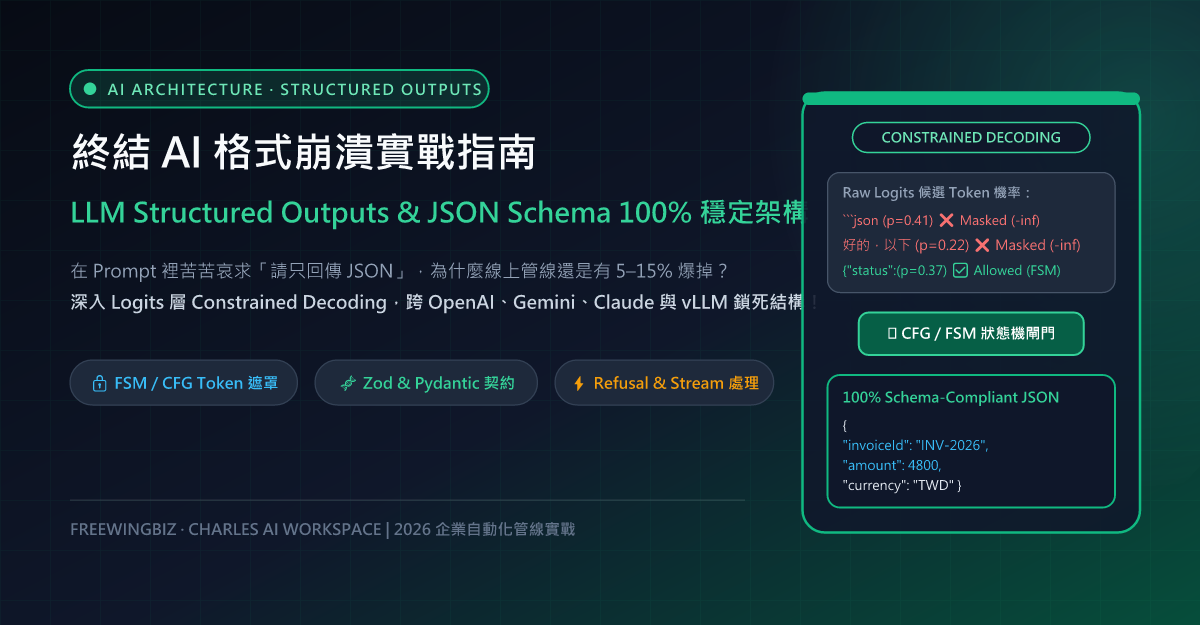 AI ARCHITECTURE · STRUCTURED OUTPUTS
終結 AI 格式崩潰實戰指南
LLM Structured Outputs & JSON Schema 100% 穩定架構
在 Prompt 裡苦苦哀求「請只回傳 JSON」，為什麼線上管線還是有 5–15% 爆掉？
深入 Logits 層 Constrained Decoding，跨 OpenAI、Gemini、Claude 與 vLLM 鎖死結構！
FSM / CFG Token 遮罩
Zod & Pydantic 契約
Refusal & Stream 處理
FREEWINGBIZ · CHARLES AI WORKSPACE | 2026 企業自動化管線實戰
CONSTRAINED DECODING
Raw Logits 候選 Token 機率：
```json (p=0.41) ❌ Masked (-inf)
好的，以下 (p=0.22) ❌ Masked (-inf)
{"status":(p=0.37) ☑ Allowed (FSM)
CFG / FSM 狀態機閘門
100% Schema-Compliant JSON
{
"invoiceId": "INV-2026",
"amount": 4800,
"currency": "TWD" }